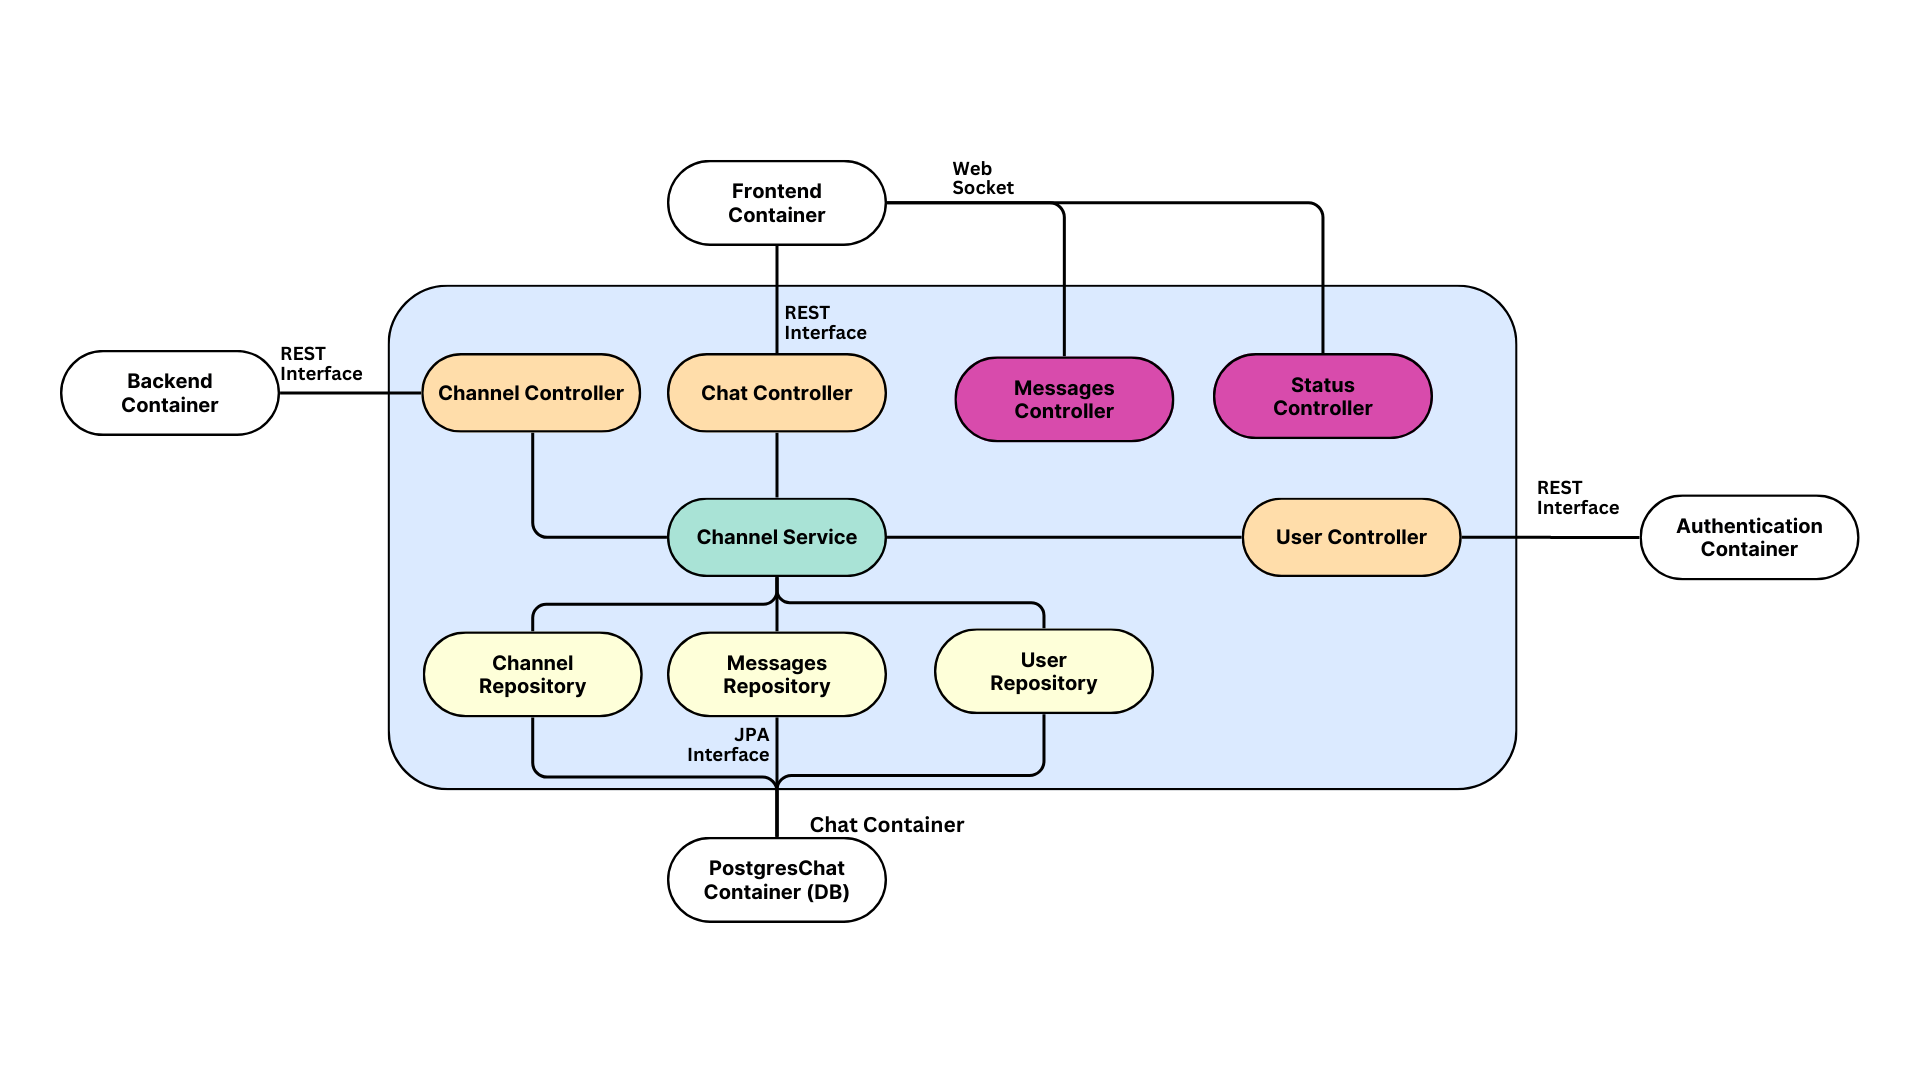 Web
Socket
Frontend
Container
REST
Interface
REST
Interface
Backend
Container
Channel Controller
Chat Controller
Messages
Controller
Status
Controller
REST
Interface
Channel Service
User Controller
Authentication
Container
Channel
Repository
Messages
Repository
User
Repository
JPA
Interface
Chat Container
PostgresChat
Container (DB)